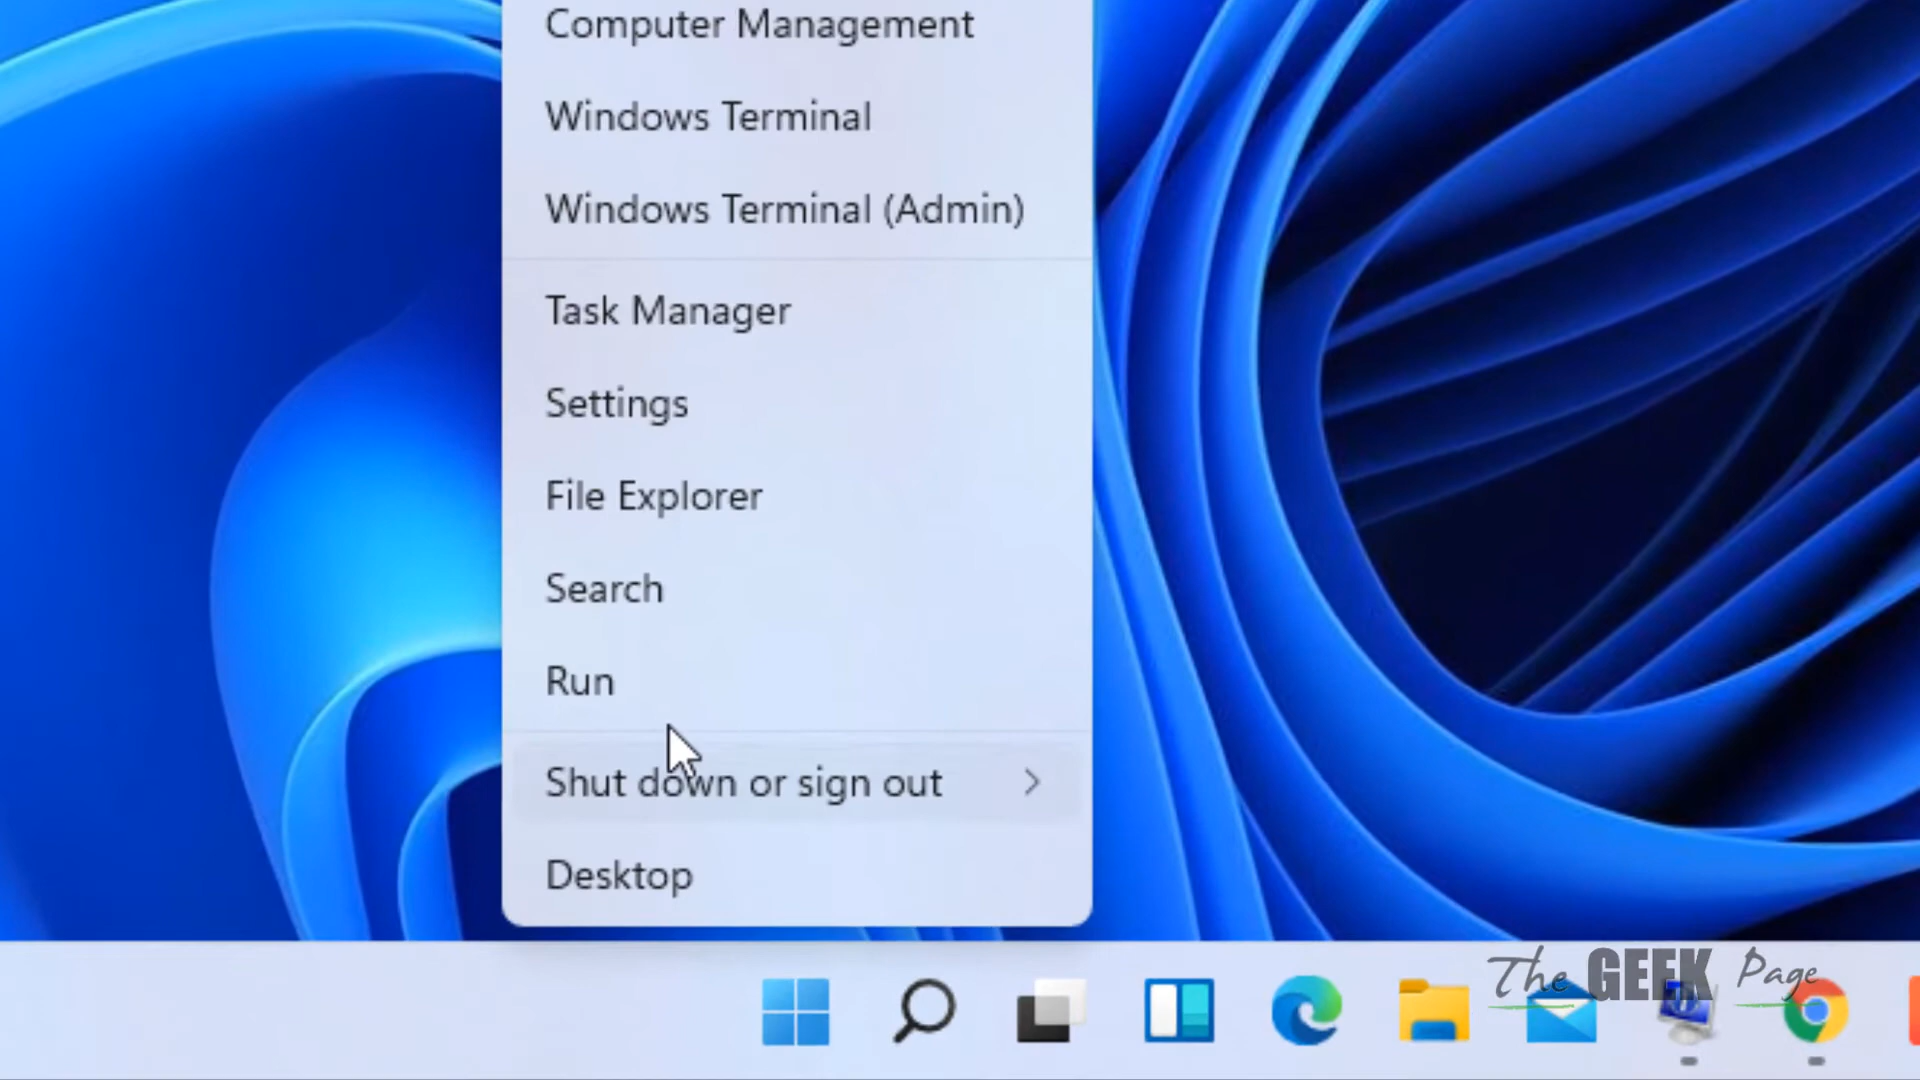 Computer Management
Windows Terminal
Windows Terminal (Admin)
Task Manager
Settings
File Explorer
Search
Run
Shut down or sign out
Desktop
The GEEK Page